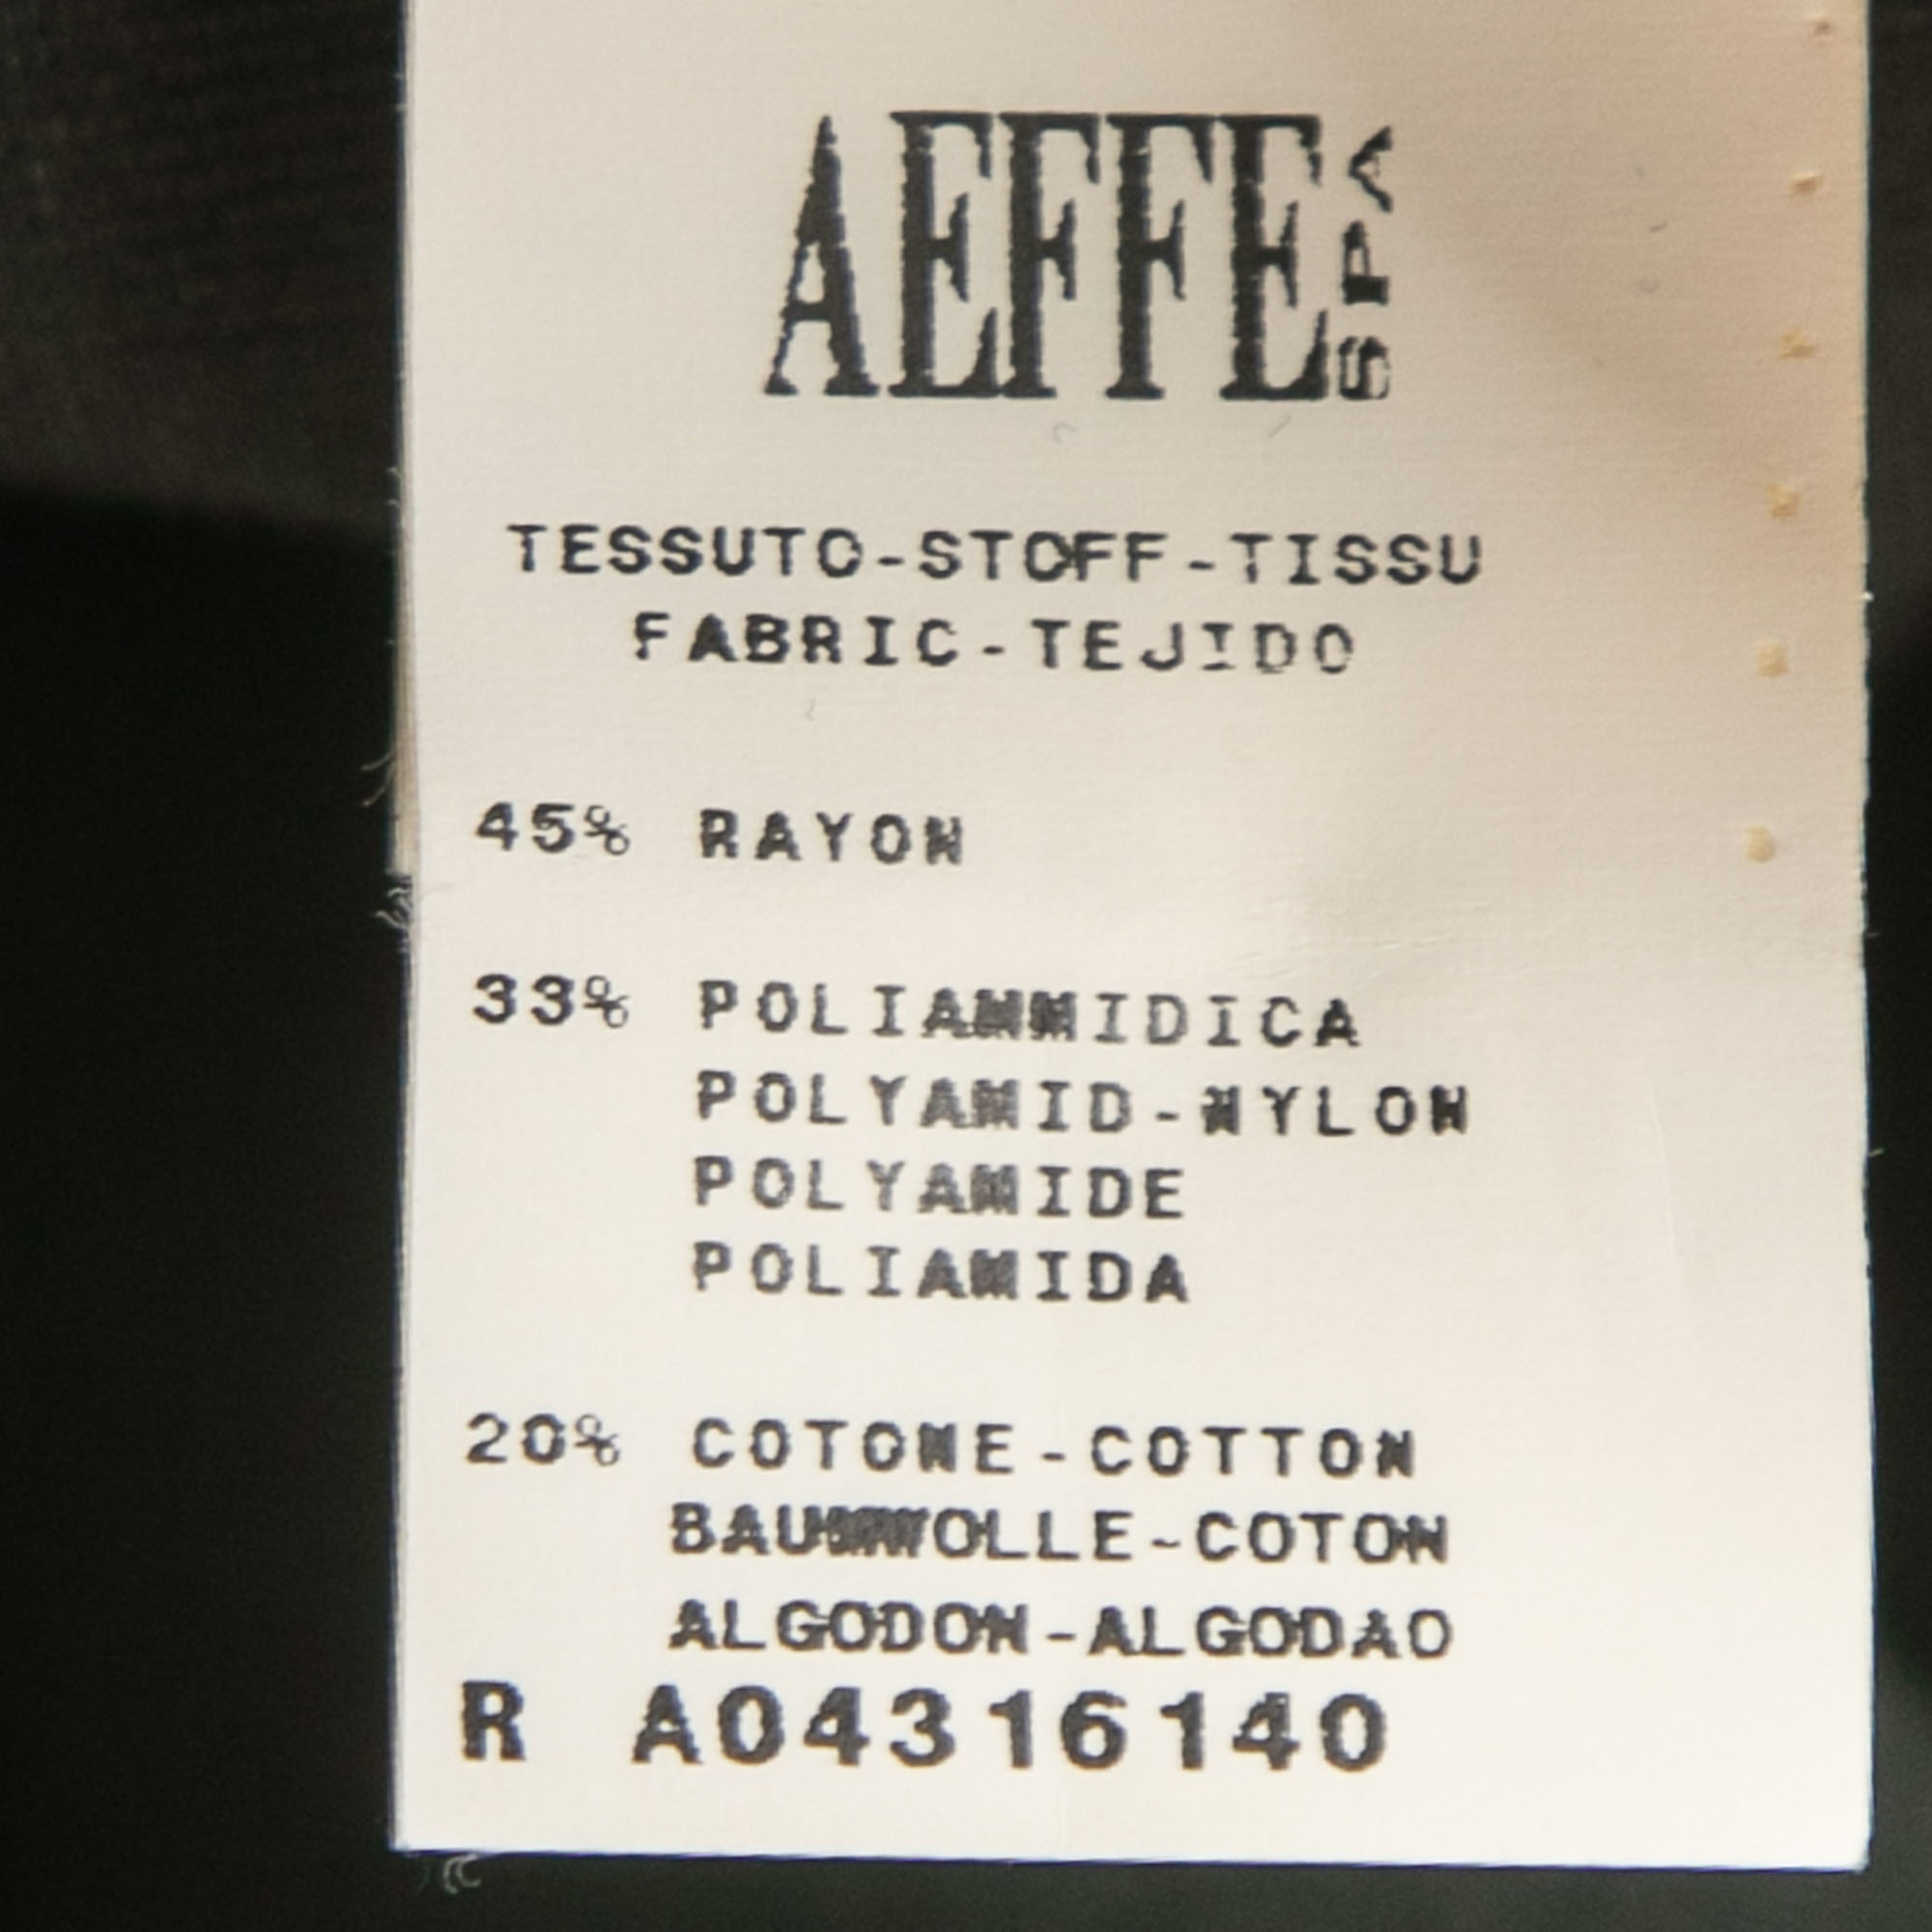 AEFFE SPA
TESSUTO-STOFF-TISSU
FABRIC-TEJIDO
45% RAYON
33% POLIAMMIDICA
POLYAMID-NYLON
POLYAMIDE
POLIAMIDA
20% COTONE-COTTON
BAUMWOLLE-COTON
ALGODON-ALGODAO
R A04316140